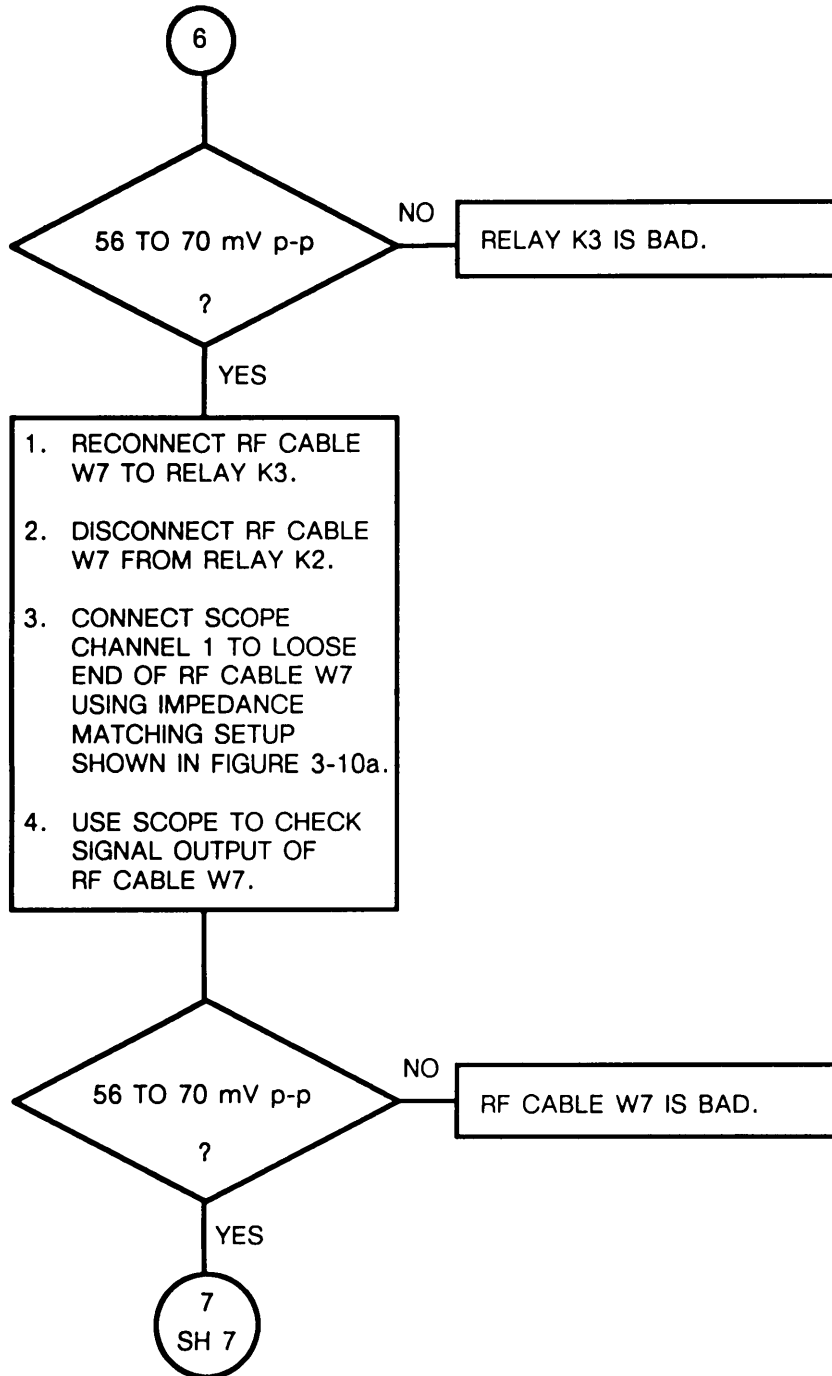 6
56 TO 70 mV p-p
?
NO
RELAY K3 IS BAD.
YES
1. RECONNECT RF CABLE
W7 TO RELAY K3.
2. DISCONNECT RF CABLE
W7 FROM RELAY K2.
3. CONNECT SCOPE
CHANNEL 1 TO LOOSE
END OF RF CABLE W7
USING IMPEDANCE
MATCHING SETUP
SHOWN IN FIGURE 3-10a.
4. USE SCOPE TO CHECK
SIGNAL OUTPUT OF
RF CABLE W7.
56 TO 70 mV p-p
?
NO
RF CABLE W7 IS BAD.
YES
7
SH 7